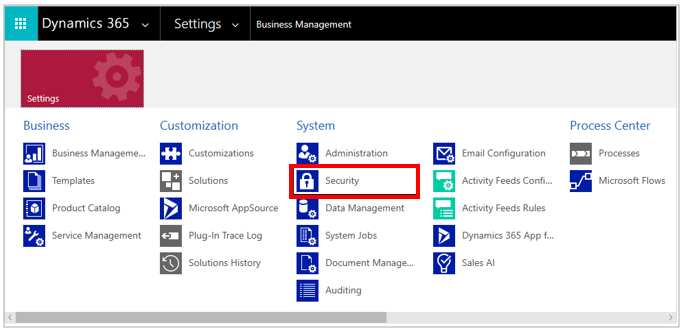 Dynamics 365
Settings
Business Management
Settings
Business
Business Manageme...
Templates
Product Catalog
Service Management
Customization
Customizations
Solutions
Microsoft AppSource
Plug-In Trace Log
Solutions History
System
Administration
Security
Data Management
System Jobs
Document Manage...
Auditing
Email Configuration
Activity Feeds Confi...
Activity Feeds Rules
Dynamics 365 App f...
Sales AI
Process Center
Processes
Microsoft Flows